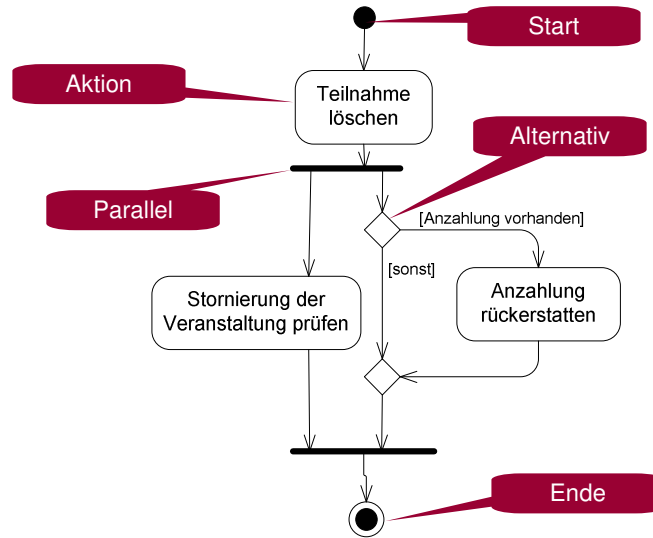 Start
Aktion
Teilnahme
löschen
Alternativ
Parallel
[Anzahlung vorhanden]
[sonst]
Stornierung der
Veranstaltung prüfen
Anzahlung
rückerstatten
Ende